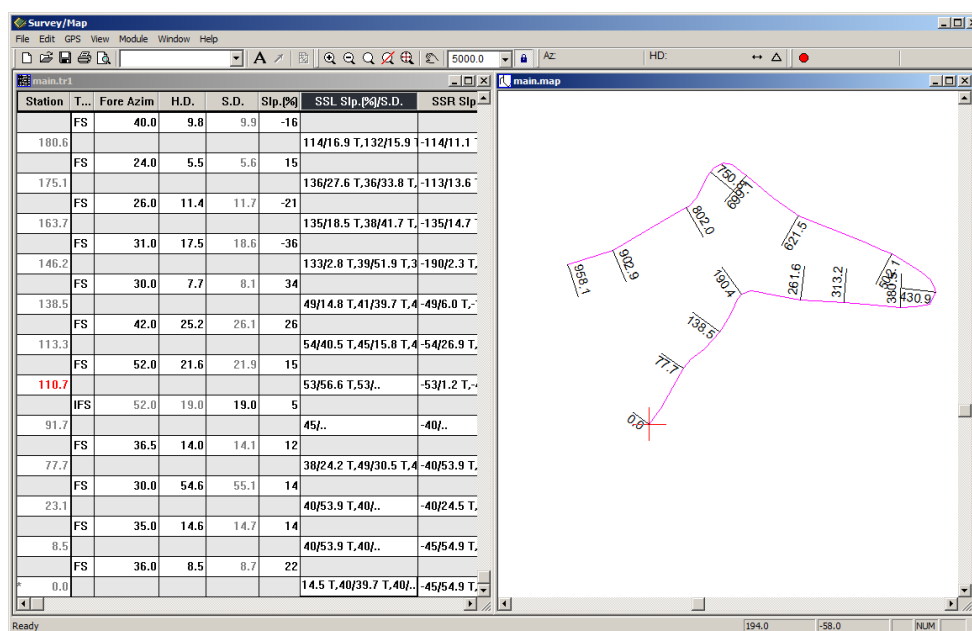 Survey/Map
File Edit GPS View Module Window Help
5000.0 Az: HD:
main.tr1
Station T... Fore Azim H.D. S.D. Slp.(%) SSL Slp.(%)/S.D. SSR Slp
FS 40.0 9.8 9.9 -16
180.6 114/16.9 T,132/15.9 -114/11.1
FS 24.0 5.5 5.6 15
175.1 136/27.6 T,36/33.8 T, -113/13.6
FS 26.0 11.4 11.7 -21
163.7 135/18.5 T,38/41.7 T, -135/14.7
FS 31.0 17.5 18.6 -36
146.2 133/2.8 T,39/51.9 T,3 -190/2.3 T,
FS 30.0 7.7 8.1 34
138.5 49/14.8 T,41/39.7 T,4 -49/6.0 T,-
FS 42.0 25.2 26.1 26
113.3 54/40.5 T,45/15.8 T,4 -54/26.9 T,
FS 52.0 21.6 21.9 15
110.7 53/56.6 T,53/.. -53/1.2 T,-
IFS 52.0 19.0 19.0 5
91.7 45/.. -40/..
FS 36.5 14.0 14.1 12
77.7 38/24.2 T,49/30.5 T,4 -40/53.9 T,
FS 30.0 54.6 55.1 14
23.1 40/53.9 T,40/.. -40/24.5 T,
FS 35.0 14.6 14.7 14
8.5 40/53.9 T,40/.. -45/54.9 T,
FS 36.0 8.5 8.7 22
* 0.0 14.5 T,40/39.7 T,40/.. -45/54.9 T,
main.map
750.8
802.0
621.5
902.9
958.1
190.4
261.6
313.2
430.9
138.5
77.7
0.0
Ready 194.0 -58.0 NUM